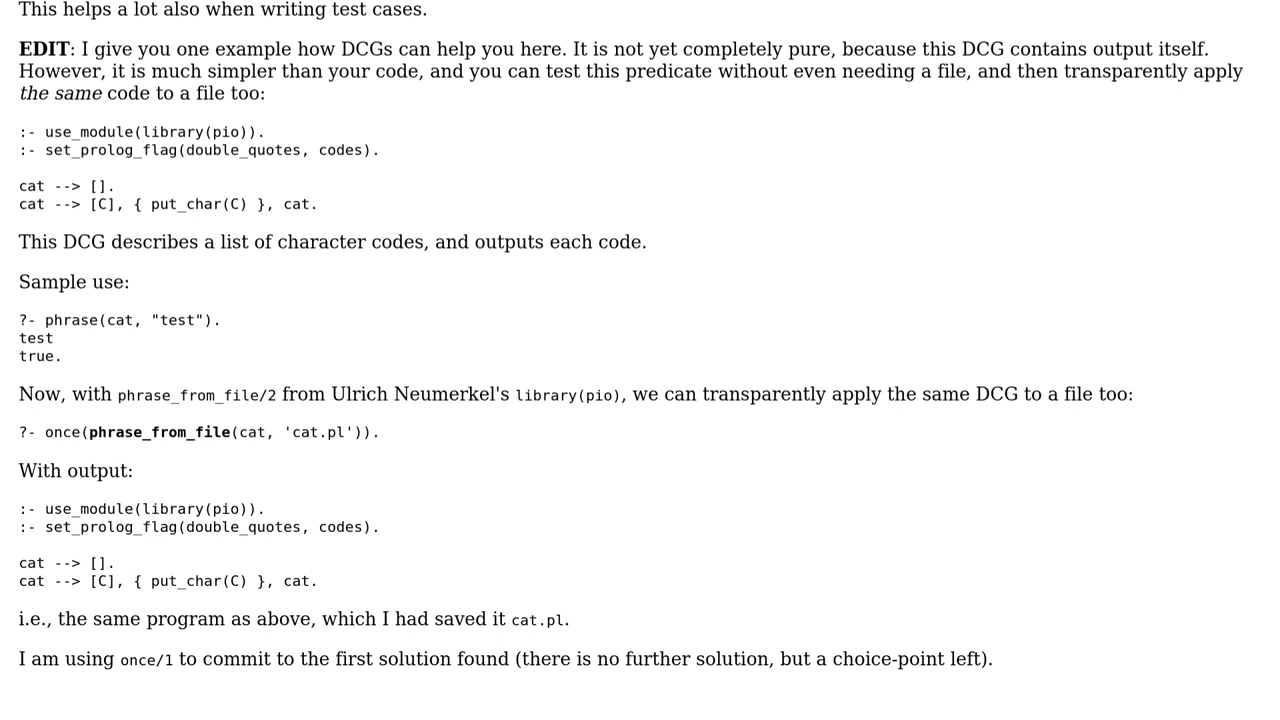 This helps a lot also when writing test cases.
EDIT: I give you one example how DCGs can help you here. It is not yet completely pure, because this DCG contains output itself.
However, it is much simpler than your code, and you can test this predicate without even needing a file, and then transparently apply
the same code to a file too:
:- use_module(library(pio)).
:- set_prolog_flag(double_quotes, codes).
cat --> [].
cat --> [C], { put_char(C) }, cat.
This DCG describes a list of character codes, and outputs each code.
Sample use:
?- phrase(cat, "test").
test
true.
Now, with phrase_from_file/2 from Ulrich Neumerkel's library(pio), we can transparently apply the same DCG to a file too:
?- once(phrase_from_file(cat, 'cat.pl')).
With output:
:- use_module(library(pio)).
:- set_prolog_flag(double_quotes, codes).
cat --> [].
cat --> [C], { put_char(C) }, cat.
i.e., the same program as above, which I had saved it cat.pl.
I am using once/1 to commit to the first solution found (there is no further solution, but a choice-point left).